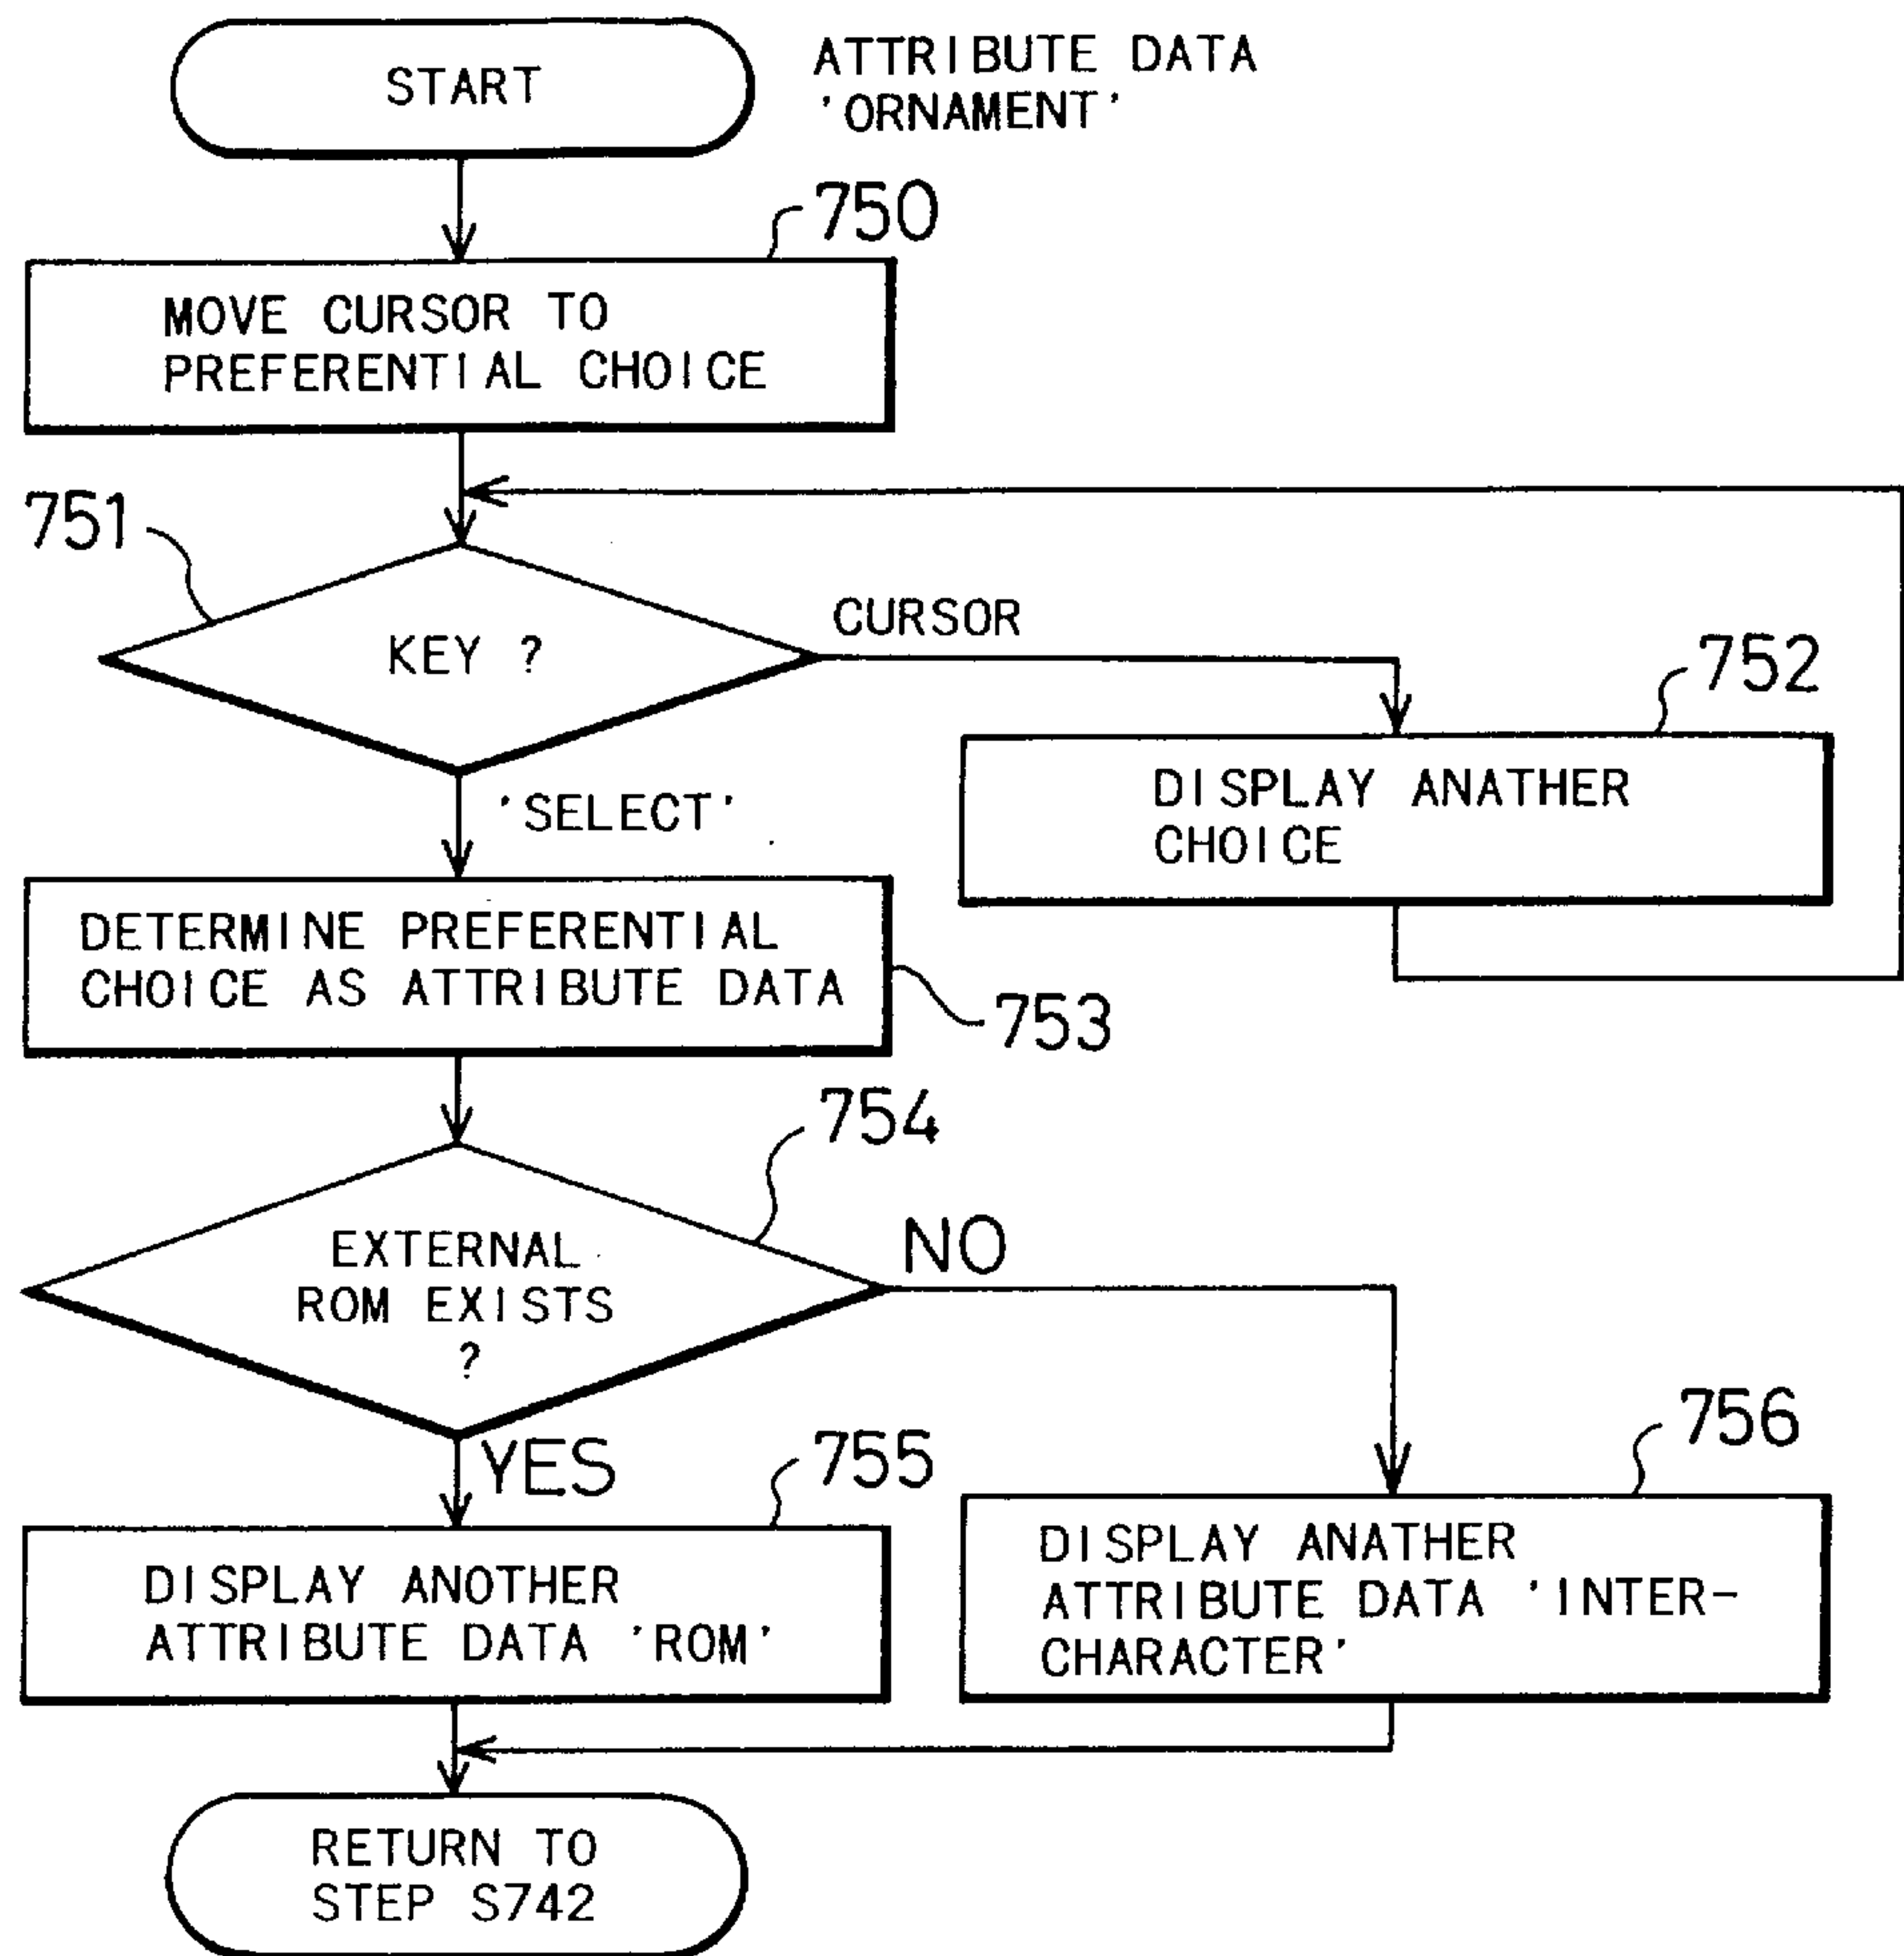 START
ATTRIBUTE DATA
'ORNAMENT'
750
MOVE CURSOR TO
PREFERENTIAL CHOICE
751
KEY ?
CURSOR
752
DISPLAY ANATHER
CHOICE
'SELECT'
DETERMINE PREFERENTIAL
CHOICE AS ATTRIBUTE DATA
753
754
EXTERNAL
ROM EXISTS
?
NO
YES
755
DISPLAY ANOTHER
ATTRIBUTE DATA 'ROM'
756
DISPLAY ANATHER
ATTRIBUTE DATA 'INTER-
CHARACTER'
RETURN TO
STEP S742